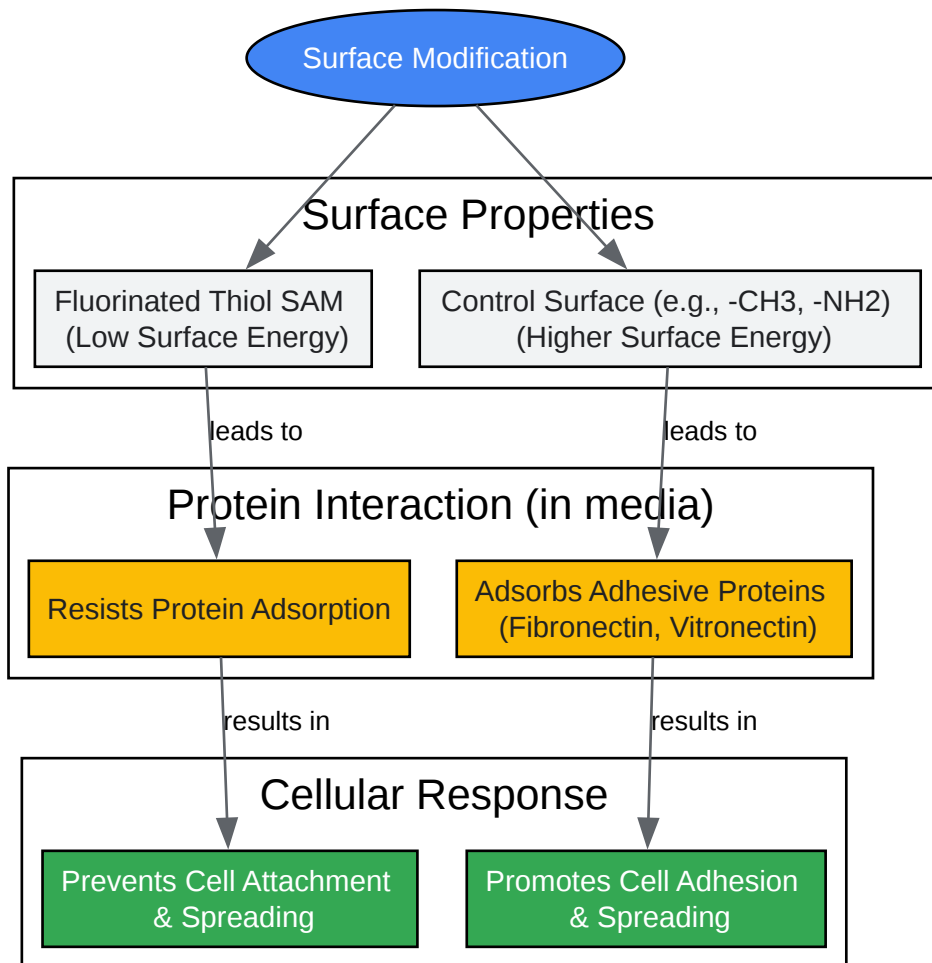 Surface Modification
Surface Properties
Fluorinated Thiol SAM
(Low Surface Energy)
Control Surface (e.g., -CH3, -NH2)
(Higher Surface Energy)
leads to
leads to
Protein Interaction (in media)
Resists Protein Adsorption
Adsorbs Adhesive Proteins
(Fibronectin, Vitronectin)
results in
results in
Cellular Response
Prevents Cell Attachment
& Spreading
Promotes Cell Adhesion
& Spreading